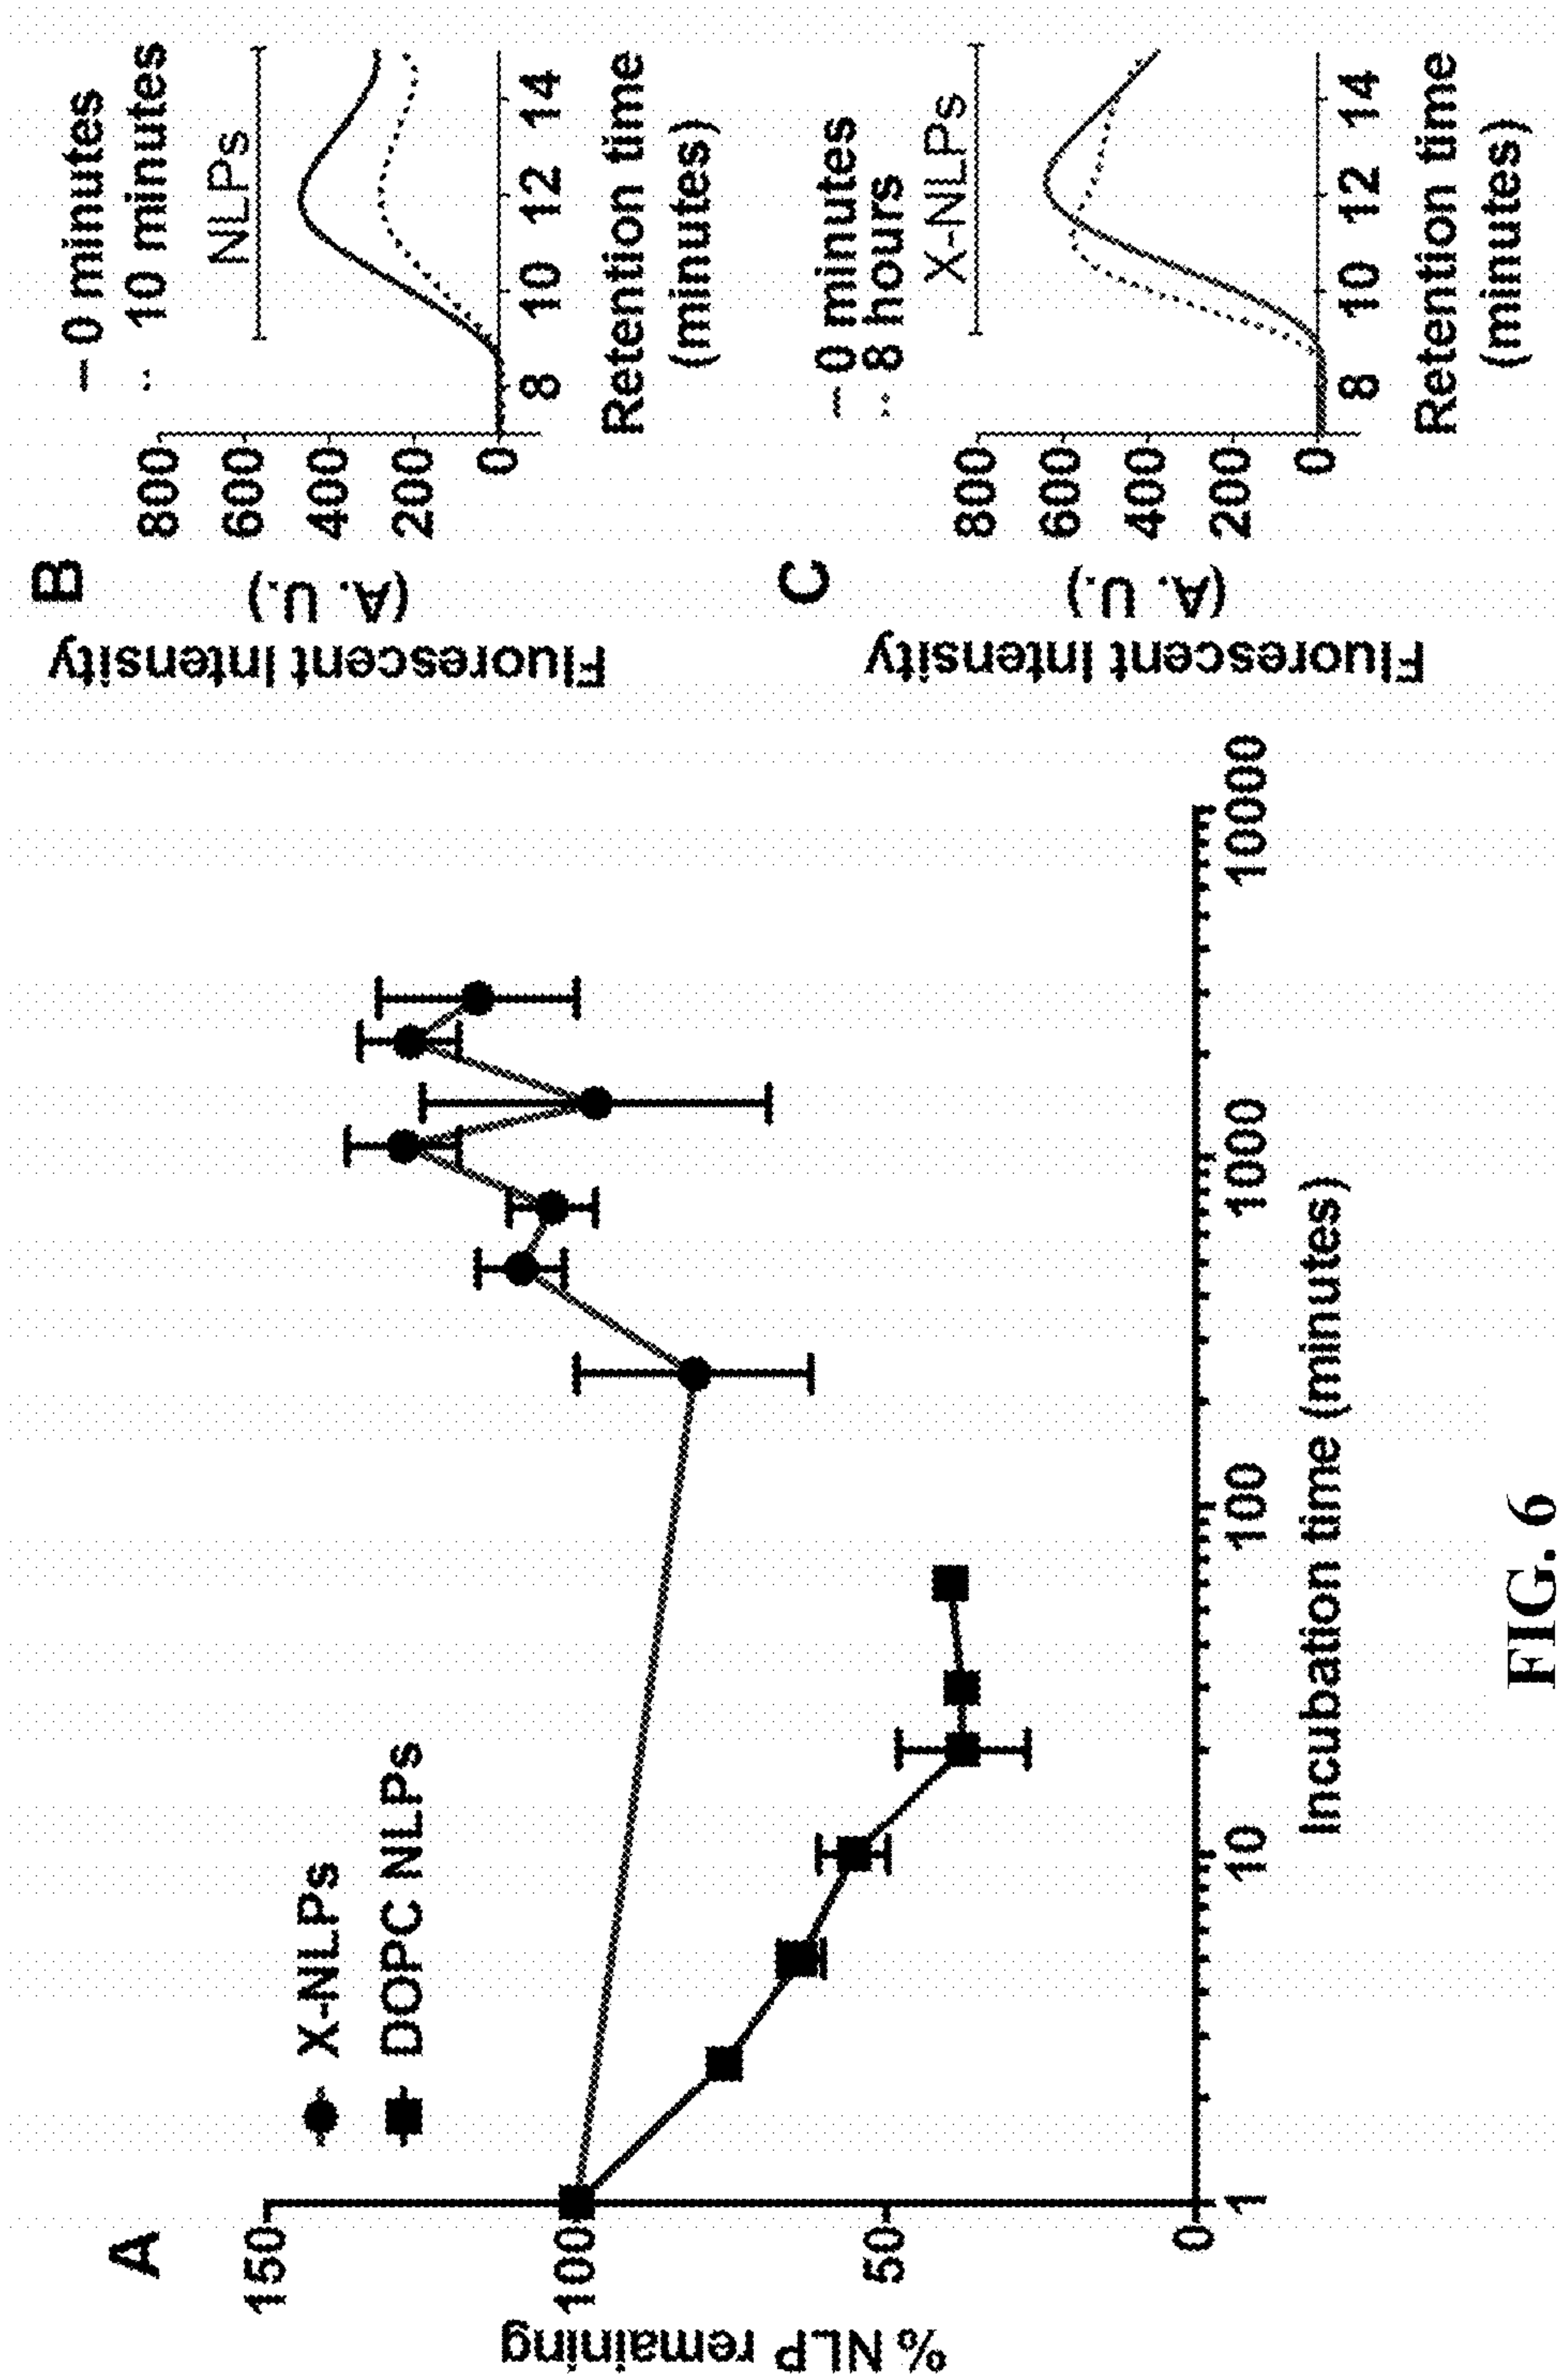 A
% NLP remaining
150
100
50
0
X-NLPs
DOPC NLPs
1
10
100
1000
10000
Incubation time (minutes)
B
Fluorescent Intensity
(A. U.)
800
600
400
200
0
– 0 minutes
·· 10 minutes
NLPs
8
10
12
14
Retention time
(minutes)
C
Fluorescent Intensity
(A. U.)
800
600
400
200
0
– 0 minutes
·· 8 hours
X-NLPs
8
10
12
14
Retention time
(minutes)
FIG. 6